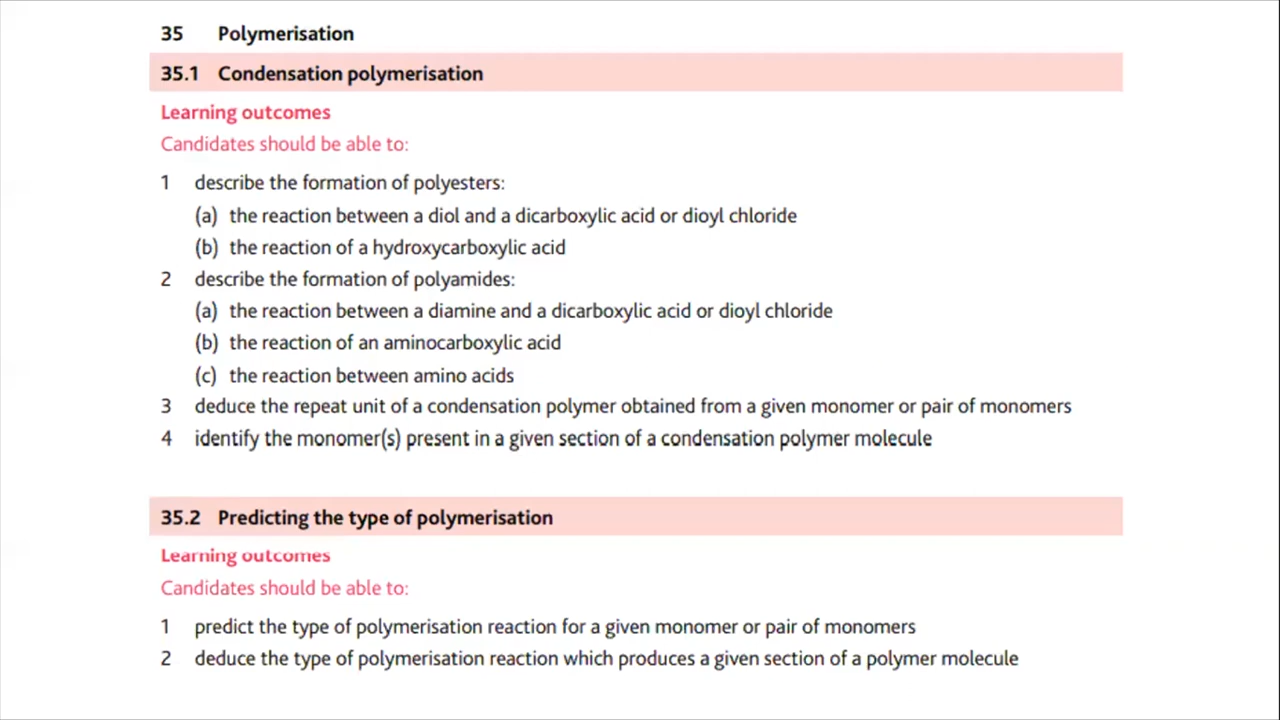 35 Polymerisation
35.1 Condensation polymerisation
Learning outcomes
Candidates should be able to:
1 describe the formation of polyesters:
(a) the reaction between a diol and a dicarboxylic acid or dioyl chloride
(b) the reaction of a hydroxycarboxylic acid
2 describe the formation of polyamides:
(a) the reaction between a diamine and a dicarboxylic acid or dioyl chloride
(b) the reaction of an aminocarboxylic acid
(c) the reaction between amino acids
3 deduce the repeat unit of a condensation polymer obtained from a given monomer or pair of monomers
4 identify the monomer(s) present in a given section of a condensation polymer molecule
35.2 Predicting the type of polymerisation
Learning outcomes
Candidates should be able to:
1 predict the type of polymerisation reaction for a given monomer or pair of monomers
2 deduce the type of polymerisation reaction which produces a given section of a polymer molecule